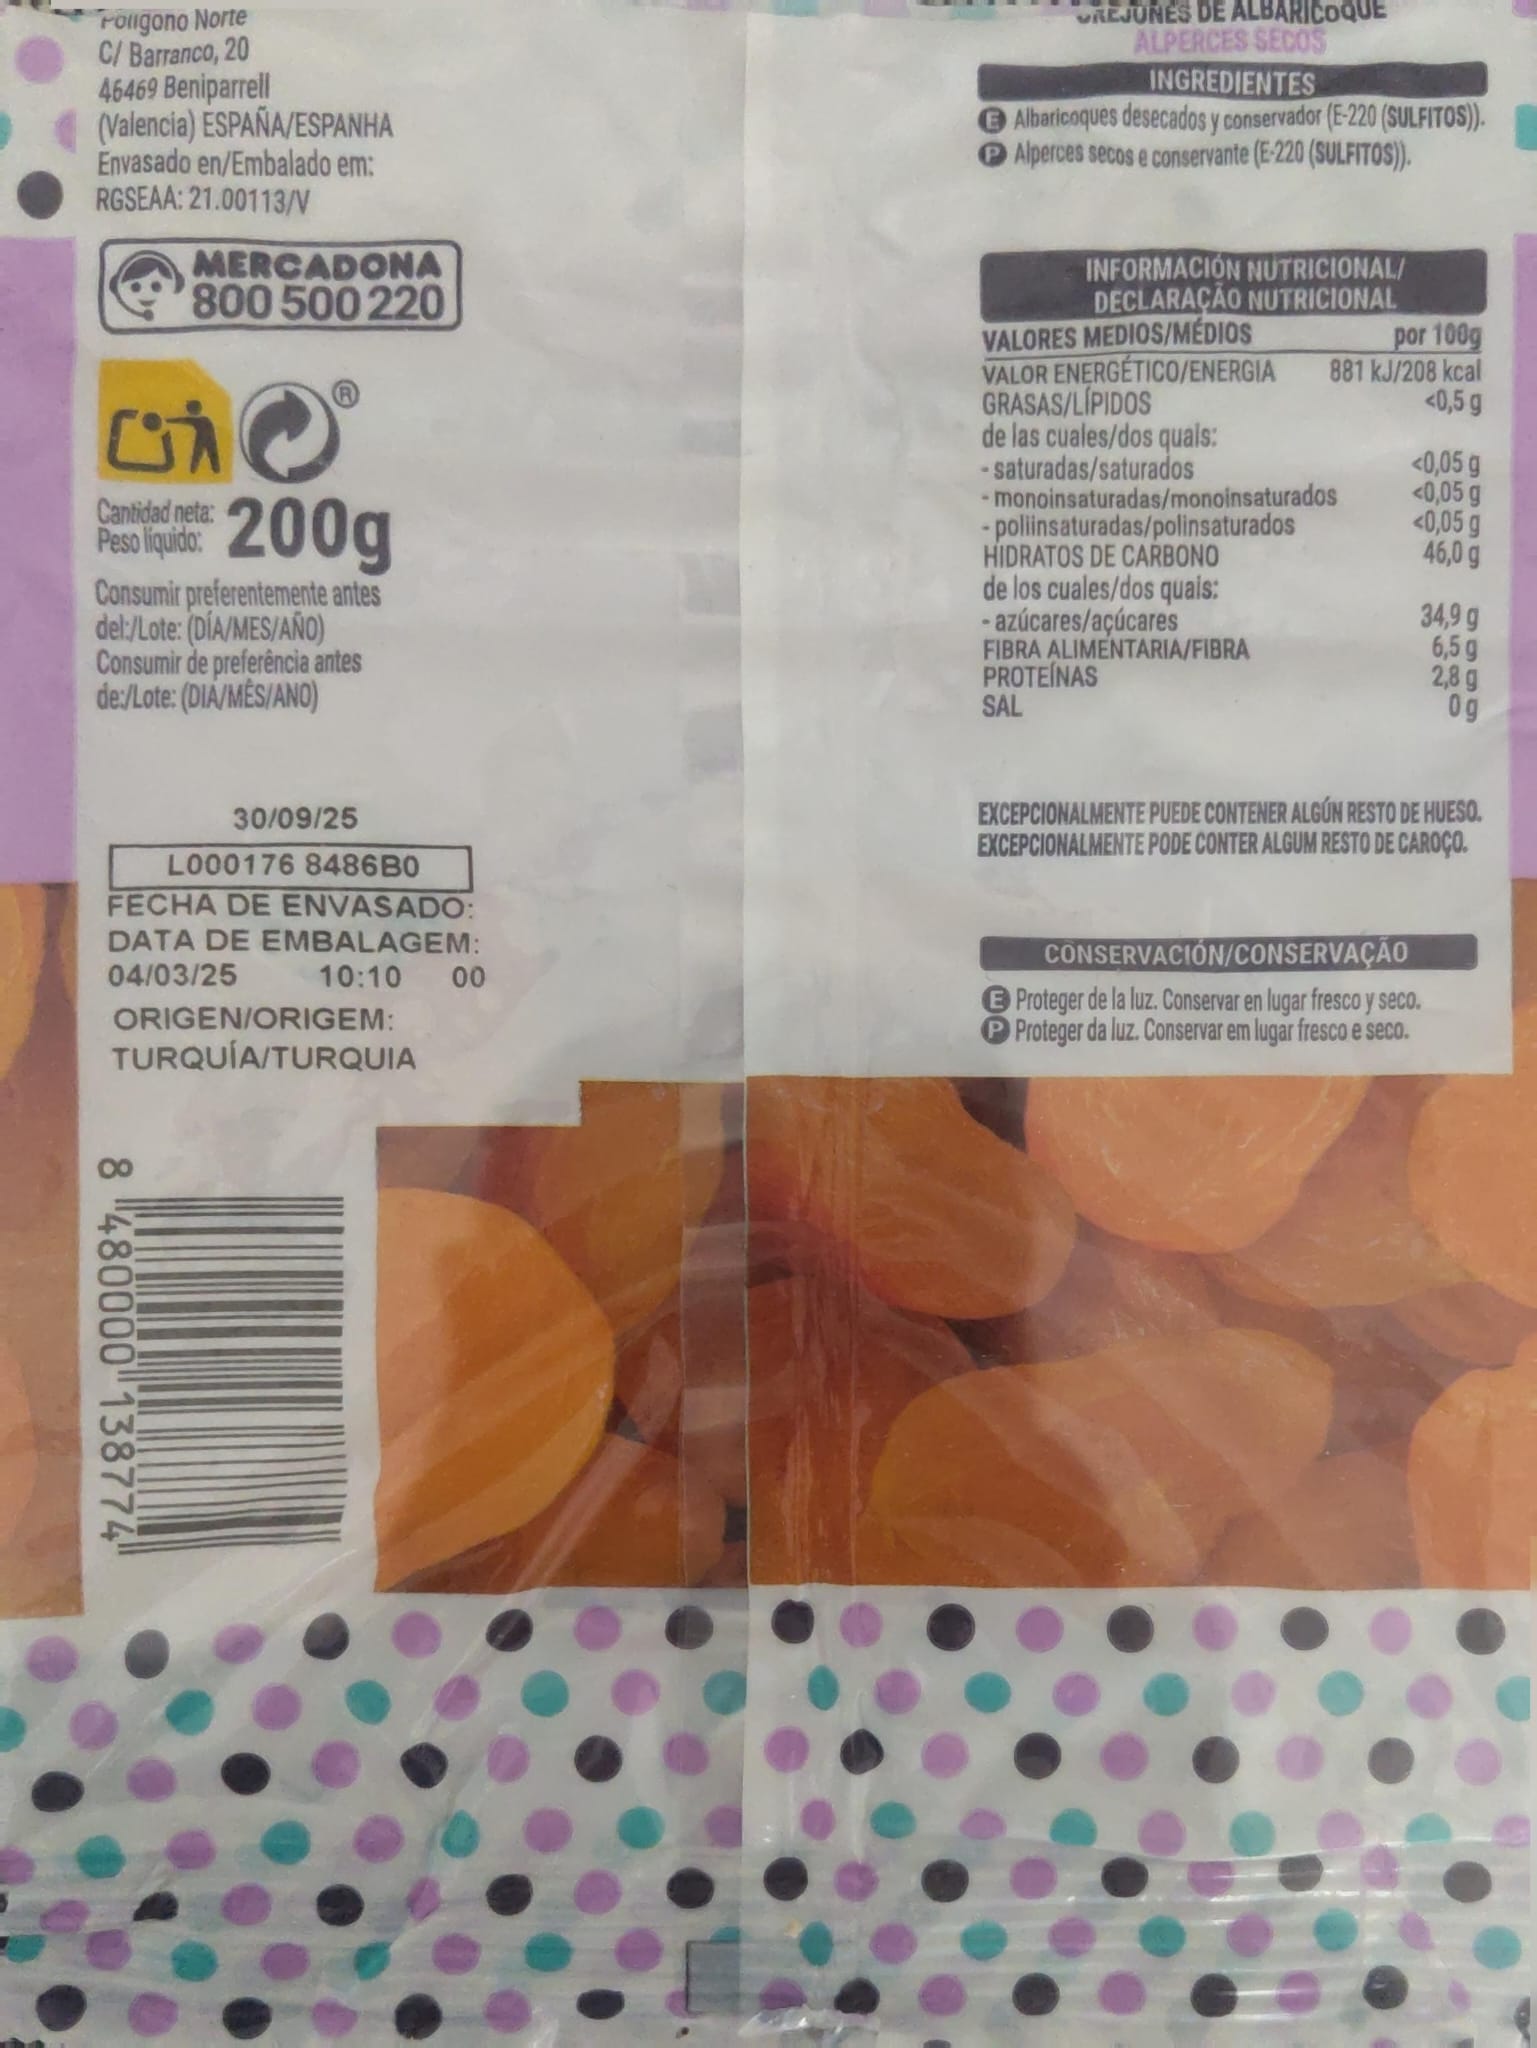 Polígono Norte
C/ Barranco, 20
46469 Beniparrell
(Valencia) ESPAÑA/ESPANHA
Envasado en/Embalado em:
RGSEAA: 21.00113/V
MERCADONA
800 500 220
®
Cantidad neta:
Peso líquido:
200g
Consumir preferentemente antes
del:/Lote: (DÍA/MES/AÑO)
Consumir de preferência antes
de:/Lote: (DIA/MÊS/ANO)
30/09/25
L000176 8486B0
FECHA DE ENVASADO:
DATA DE EMBALAGEM:
04/03/25 10:10 00
ORIGEN/ORIGEM:
TURQUÍA/TURQUIA
8 480000 138774
OREJONES DE ALBARICOQUE
ALPERCES SECOS
INGREDIENTES
E Albaricoques desecados y conservador (E-220 (SULFITOS)).
P Alperces secos e conservante (E-220 (SULFITOS)).
INFORMACIÓN NUTRICIONAL/
DECLARAÇÃO NUTRICIONAL
VALORES MEDIOS/MÉDIOS por 100g
VALOR ENERGÉTICO/ENERGIA 881 kJ/208 kcal
GRASAS/LÍPIDOS <0,5 g
de las cuales/dos quais:
- saturadas/saturados <0,05 g
- monoinsaturadas/monoinsaturados <0,05 g
- poliinsaturadas/polinsaturados <0,05 g
HIDRATOS DE CARBONO 46,0 g
de los cuales/dos quais:
- azúcares/açúcares 34,9 g
FIBRA ALIMENTARIA/FIBRA 6,5 g
PROTEÍNAS 2,8 g
SAL 0 g
EXCEPCIONALMENTE PUEDE CONTENER ALGÚN RESTO DE HUESO.
EXCEPCIONALMENTE PODE CONTER ALGUM RESTO DE CAROÇO.
CONSERVACIÓN/CONSERVAÇÃO
E Proteger de la luz. Conservar en lugar fresco y seco.
P Proteger da luz. Conservar em lugar fresco e seco.